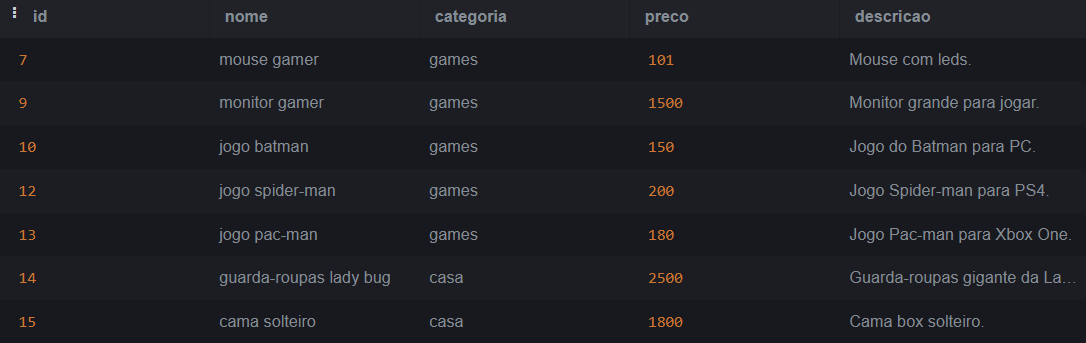 id nome categoria preco descricao
7 mouse gamer games 101 Mouse com leds.
9 monitor gamer games 1500 Monitor grande para jogar.
10 jogo batman games 150 Jogo do Batman para PC.
12 jogo spider-man games 200 Jogo Spider-man para PS4.
13 jogo pac-man games 180 Jogo Pac-man para Xbox One.
14 guarda-roupas lady bug casa 2500 Guarda-roupas gigante da La…
15 cama solteiro casa 1800 Cama box solteiro.